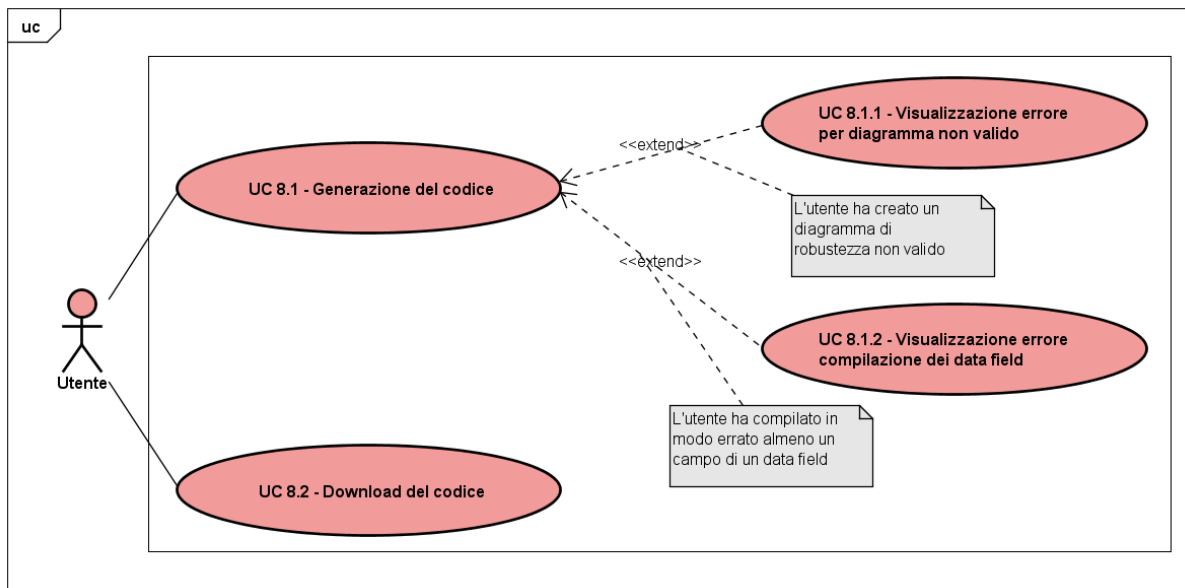 uc
UC 8.1.1 - Visualizzazione errore
per diagramma non valido
<<extend>>
UC 8.1 - Generazione del codice
L'utente ha creato un
diagramma di
robustezza non valido
<<extend>>
UC 8.1.2 - Visualizzazione errore
compilazione dei data field
Utente
L'utente ha compilato in
modo errato almeno un
campo di un data field
UC 8.2 - Download del codice